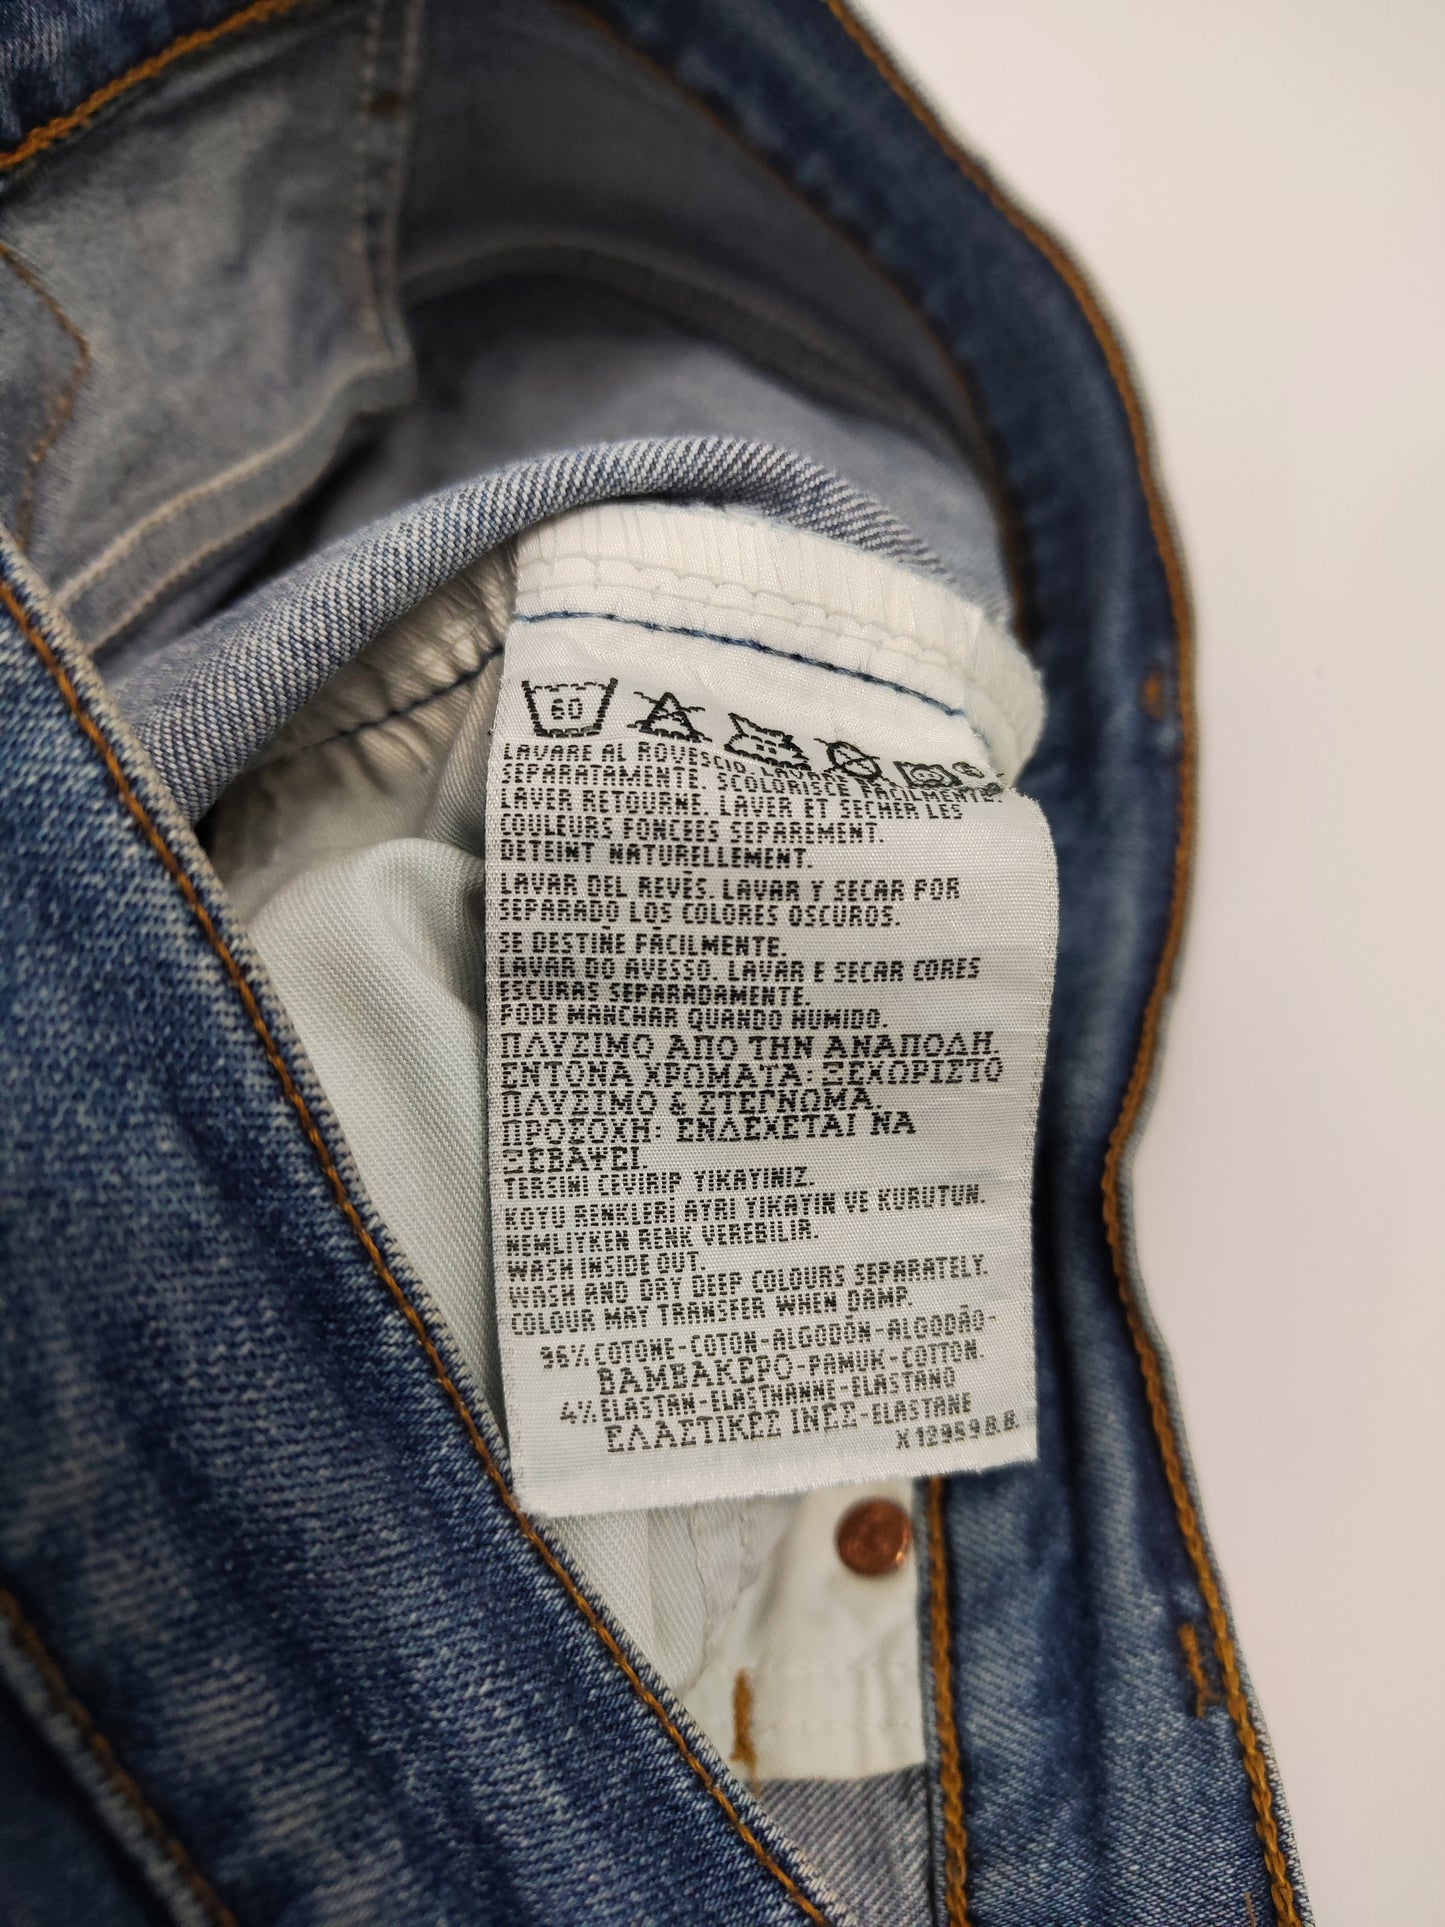 60
LAVARE AL ROVESCIO. LAVARE
SEPARATAMENTE. SCOLORISCE FACILMENTE.
LAVER RETOURNE. LAVER ET SECHER LES
COULEURS FONCEES SEPAREMENT.
DETEINT NATURELLEMENT.
LAVAR DEL REVÉS. LAVAR Y SECAR POR
SEPARADO LOS COLORES OSCUROS.
SE DESTIÑE FÁCILMENTE.
LAVAR DO AVESSO. LAVAR E SECAR CORES
ESCURAS SEPARADAMENTE.
PODE MANCHAR QUANDO HUMIDO.
ΠΛΥΣΙΜΟ ΑΠΟ ΤΗΝ ΑΝΑΠΟΔΗ.
ΕΝΤΟΝΑ ΧΡΩΜΑΤΑ: ΞΕΧΩΡΙΣΤΟ
ΠΛΥΣΙΜΟ & ΣΤΕΓΝΩΜΑ.
ΠΡΟΣΟΧΗ: ΕΝΔΕΧΕΤΑΙ ΝΑ
ΞΕΒΑΨΕΙ.
TERSINI CEVIRIP YIKAYINIZ.
KOYU RENKLERI AYRI YIKAYIN VE KURUTUN.
NEMLIYKEN RENK VEREBILIR.
WASH INSIDE OUT.
WASH AND DRY DEEP COLOURS SEPARATELY.
COLOUR MAY TRANSFER WHEN DAMP.
96% COTONE-COTON-ALGODÓN-ALGODÃO-
ΒΑΜΒΑΚΕΡΟ-PAMUK-COTTON.
4% ELASTAN-ELASTHANNE-ELASTANO
ΕΛΑΣΤΙΚΕΣ ΙΝΕΣ-ELASTANE
X 12959 B.B.